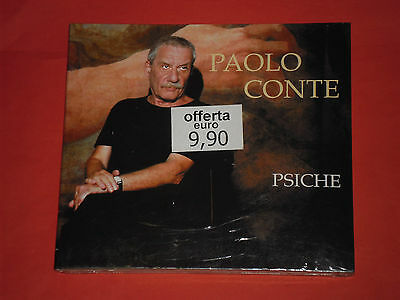 PAOLO
CONTE
offerta
euro
9,90
PSICHE